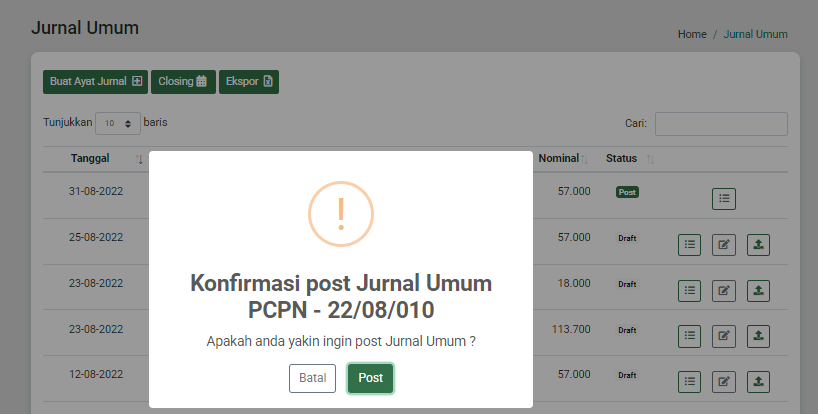 Jurnal Umum
Home / Jurnal Umum
Buat Ayat Jurnal Closing Ekspor
Tunjukkan 10 baris Cari:
Tanggal Nominal Status
31-08-2022 57.000 Post
25-08-2022 57.000 Draft
23-08-2022 18.000 Draft
23-08-2022 113.700 Draft
12-08-2022 57.000 Draft
!
Konfirmasi post Jurnal Umum
PCPN - 22/08/010
Apakah anda yakin ingin post Jurnal Umum ?
Batal Post